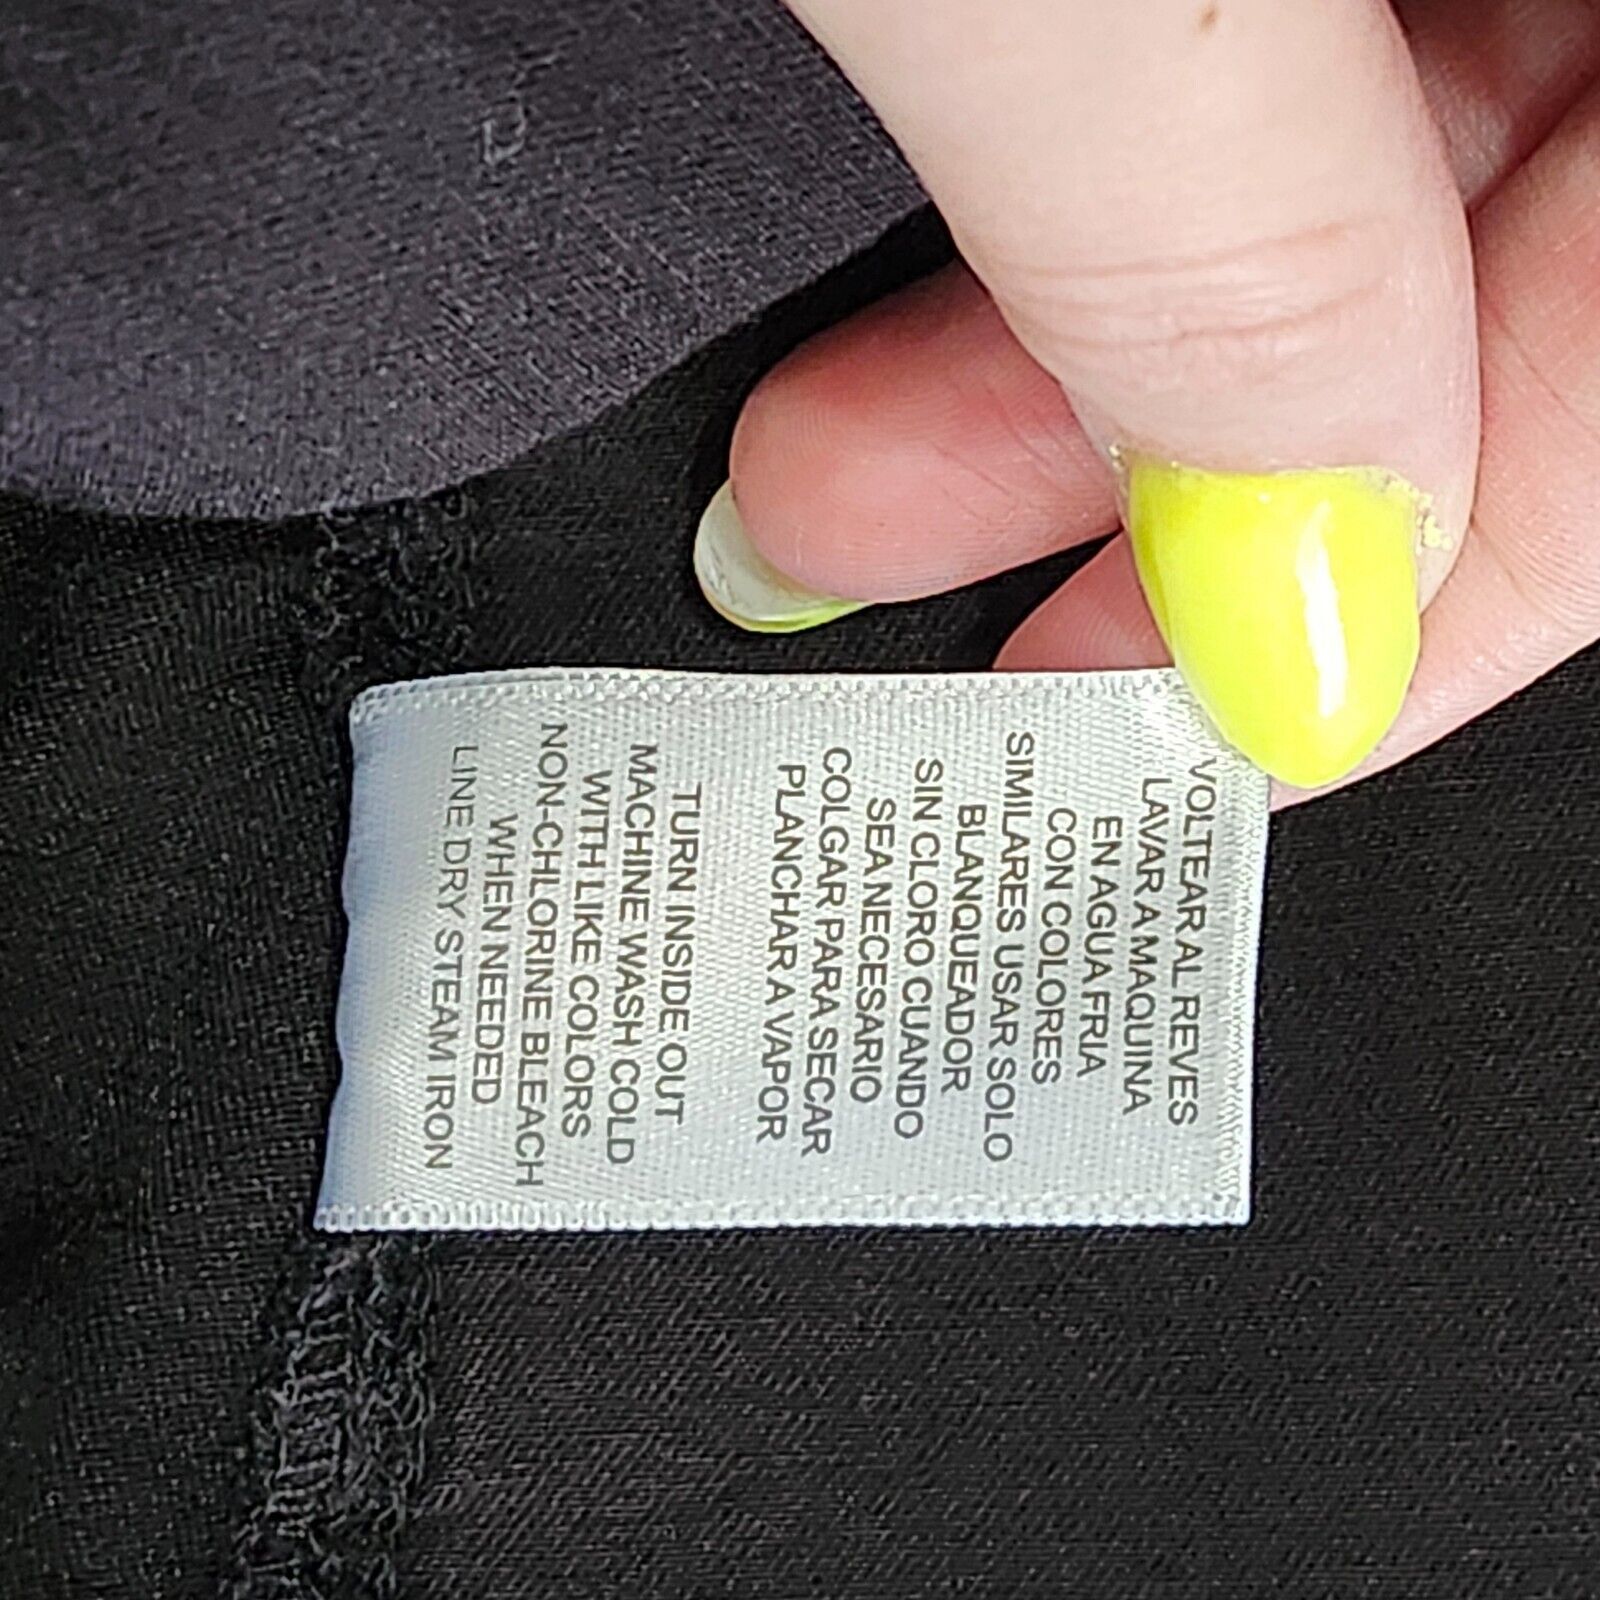 VOLTEAR AL REVES
LAVAR A MAQUINA
EN AGUA FRIA
CON COLORES
SIMILARES USAR SOLO
BLANQUEADOR
SIN CLORO CUANDO
SEA NECESARIO
COLGAR PARA SECAR
PLANCHAR A VAPOR
TURN INSIDE OUT
MACHINE WASH COLD
WITH LIKE COLORS
NON-CHLORINE BLEACH
WHEN NEEDED
LINE DRY STEAM IRON